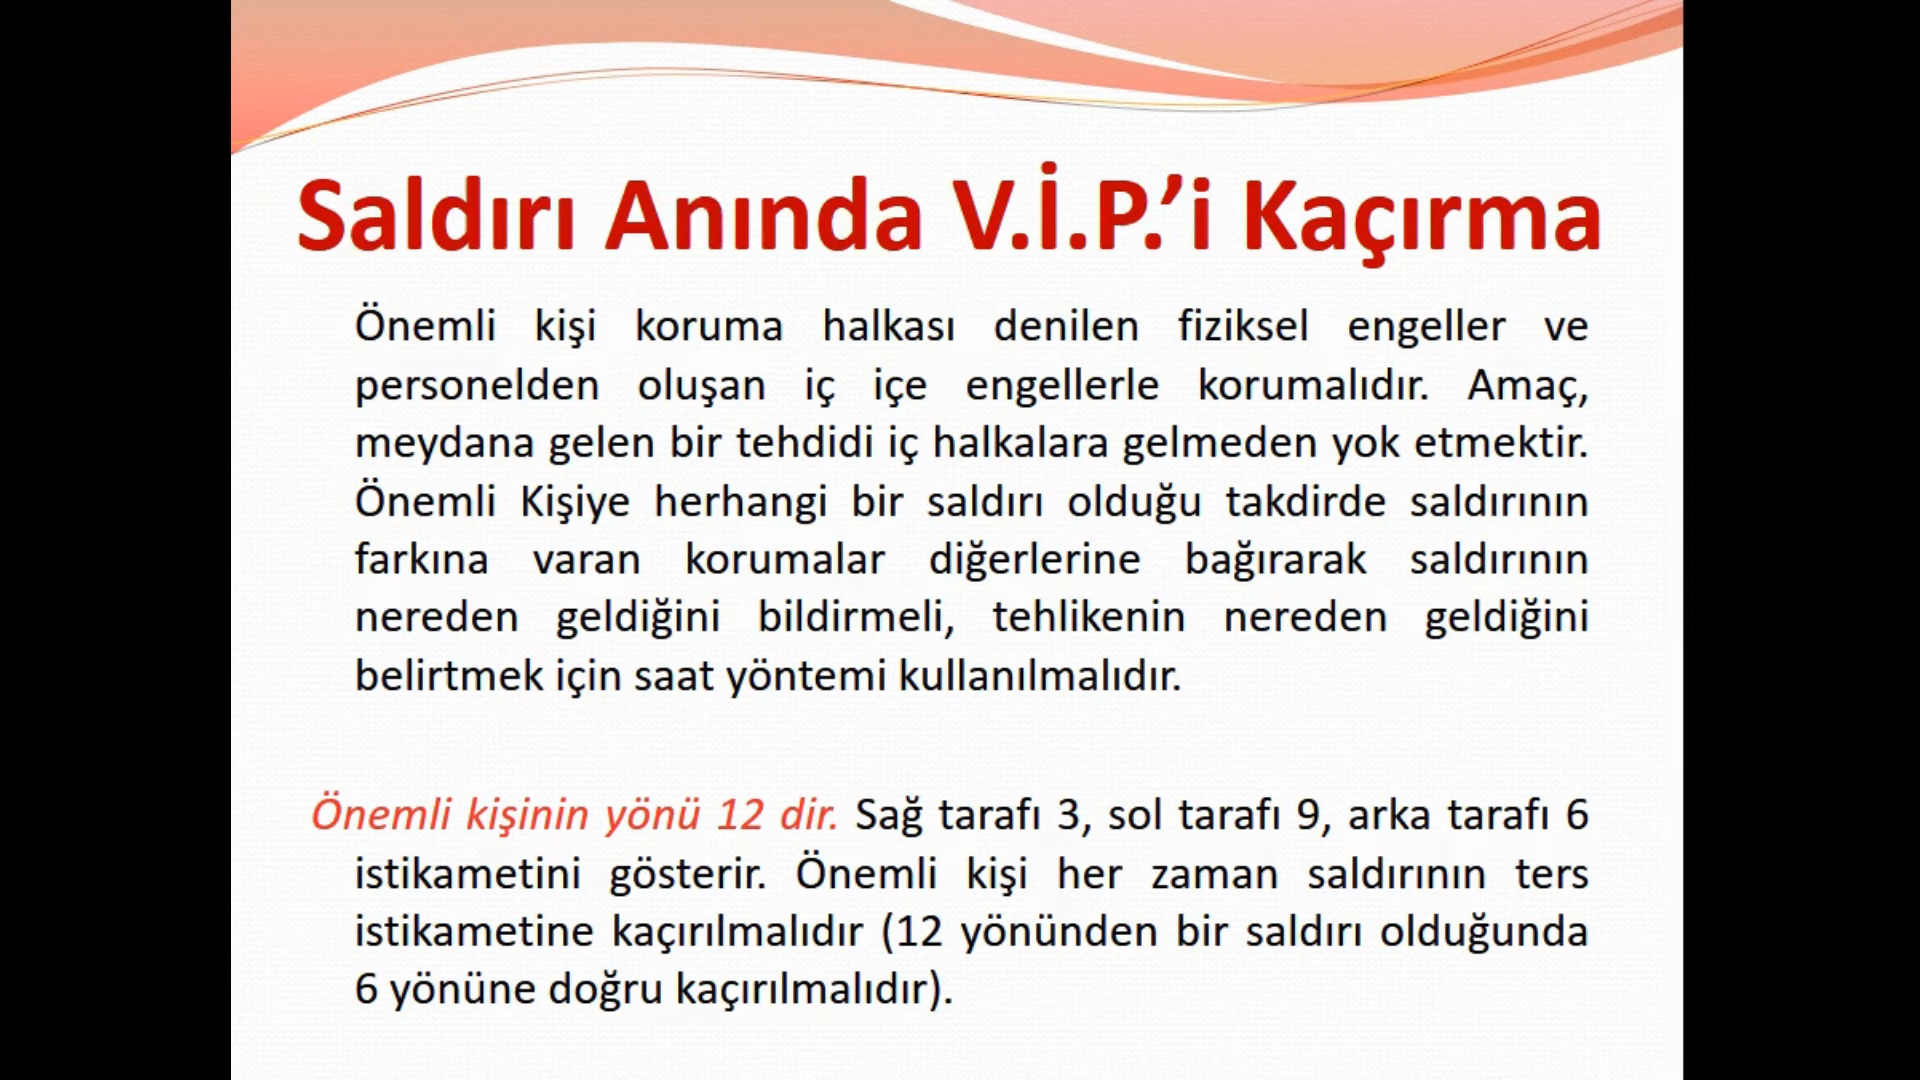 Saldırı Anında V.İ.P.’i Kaçırma
Önemli kişi koruma halkası denilen fiziksel engeller ve
personelden oluşan iç içe engellerle korumalıdır. Amaç,
meydana gelen bir tehdidi iç halkalara gelmeden yok etmektir.
Önemli Kişiye herhangi bir saldırı olduğu takdirde saldırının
farkına varan korumalar diğerlerine bağırarak saldırının
nereden geldiğini bildirmeli, tehlikenin nereden geldiğini
belirtmek için saat yöntemi kullanılmalıdır.
Önemli kişinin yönü 12 dir. Sağ tarafı 3, sol tarafı 9, arka tarafı 6
istikametini gösterir. Önemli kişi her zaman saldırının ters
istikametine kaçırılmalıdır (12 yönünden bir saldırı olduğunda
6 yönüne doğru kaçırılmalıdır).